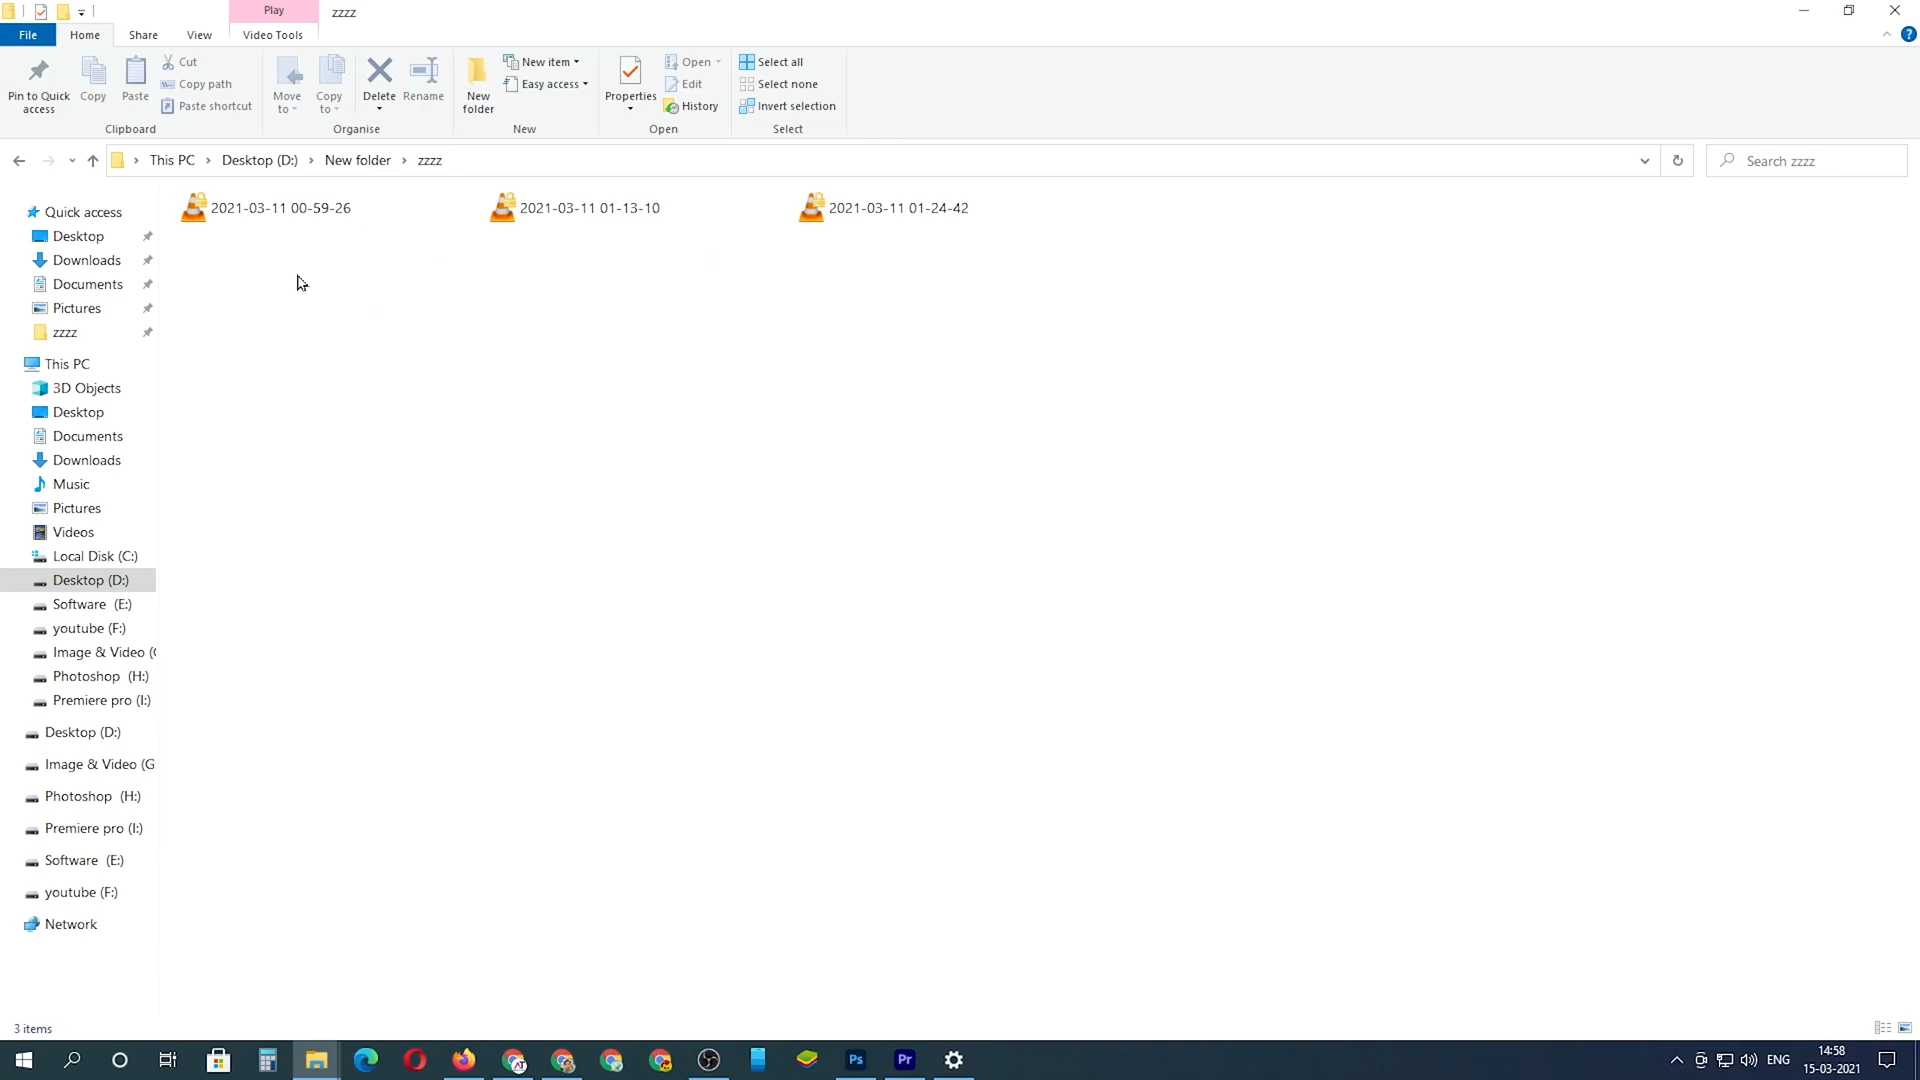 Play
zzzz
File
Home
Share
View
Video Tools
Pin to Quick access
Copy
Paste
Cut
Copy path
Paste shortcut
Move to
Copy to
Delete
Rename
New folder
New item
Easy access
Properties
Open
Edit
History
Select all
Select none
Invert selection
Clipboard
Organise
New
Open
Select
This PC
Desktop (D:)
New folder
zzzz
Search zzzz
2021-03-11 00-59-26
2021-03-11 01-13-10
2021-03-11 01-24-42
Quick access
Desktop
Downloads
Documents
Pictures
zzzz
This PC
3D Objects
Desktop
Documents
Downloads
Music
Pictures
Videos
Local Disk (C:)
Desktop (D:)
Software (E:)
youtube (F:)
Image & Video (
Photoshop (H:)
Premiere pro (I:)
Desktop (D:)
Image & Video (G
Photoshop (H:)
Premiere pro (I:)
Software (E:)
youtube (F:)
Network
3 items
Ps
Pr
ENG
14:58
15-03-2021